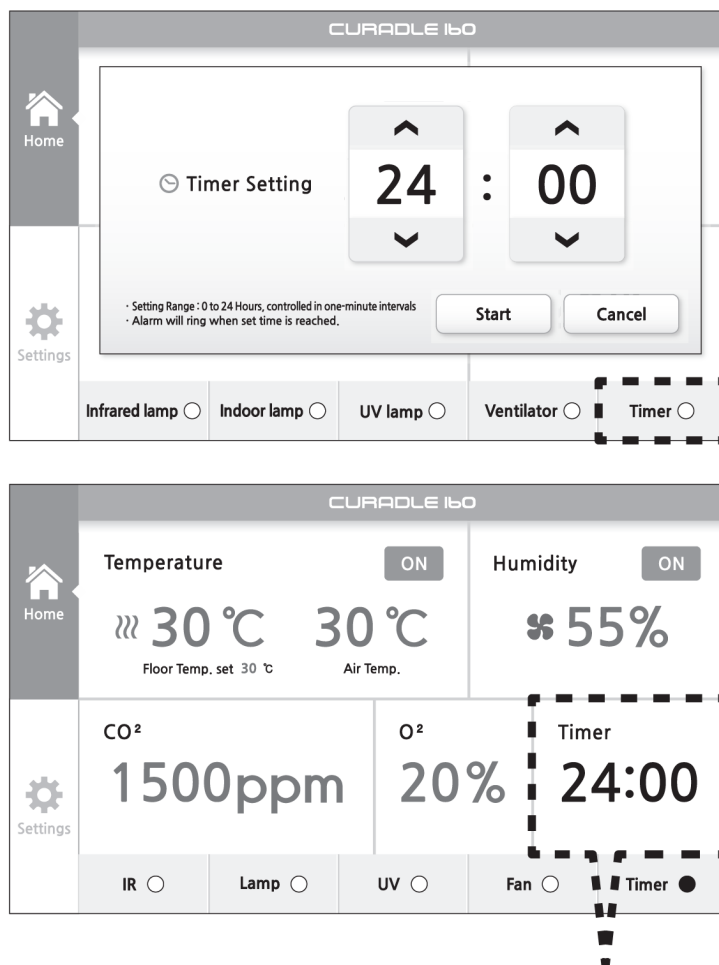 CURADLE 160
Home
Timer Setting
24 : 00
· Setting Range : 0 to 24 Hours, controlled in one-minute intervals
· Alarm will ring when set time is reached.
Start
Cancel
Settings
Infrared lamp
Indoor lamp
UV lamp
Ventilator
Timer
CURADLE 160
Home
Temperature
ON
30 ℃
30 ℃
Floor Temp. set 30 ℃
Air Temp.
Humidity
ON
55%
CO²
1500ppm
O²
20%
Timer
24:00
Settings
IR
Lamp
UV
Fan
Timer